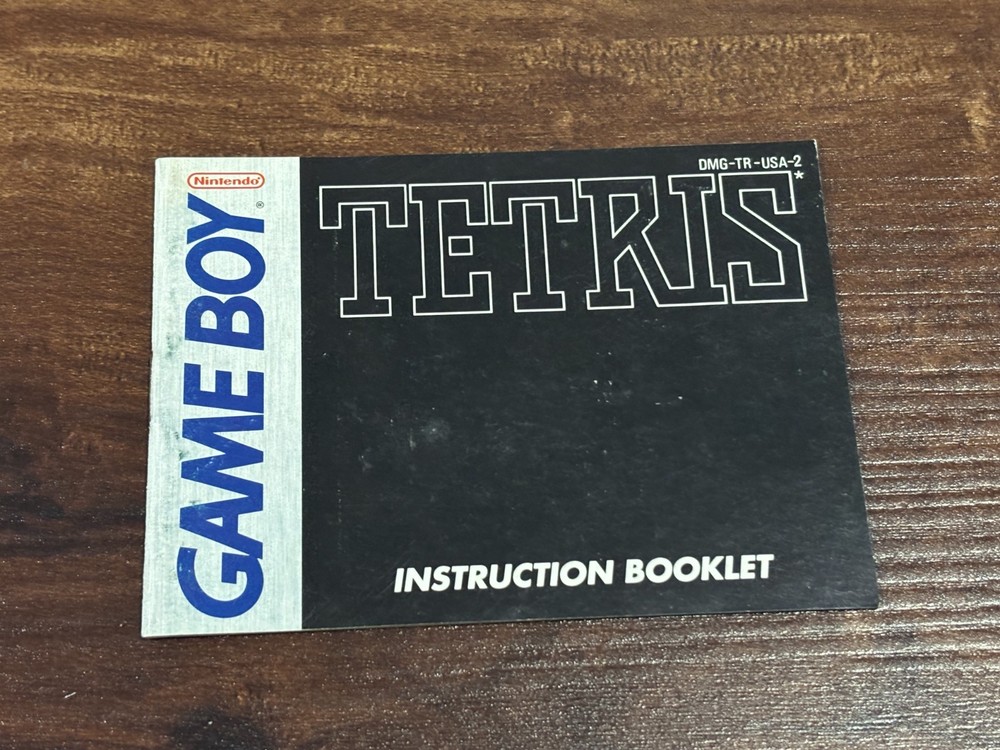 Nintendo®
GAME BOY®
DMG-TR-USA-2
TETRIS*
INSTRUCTION BOOKLET